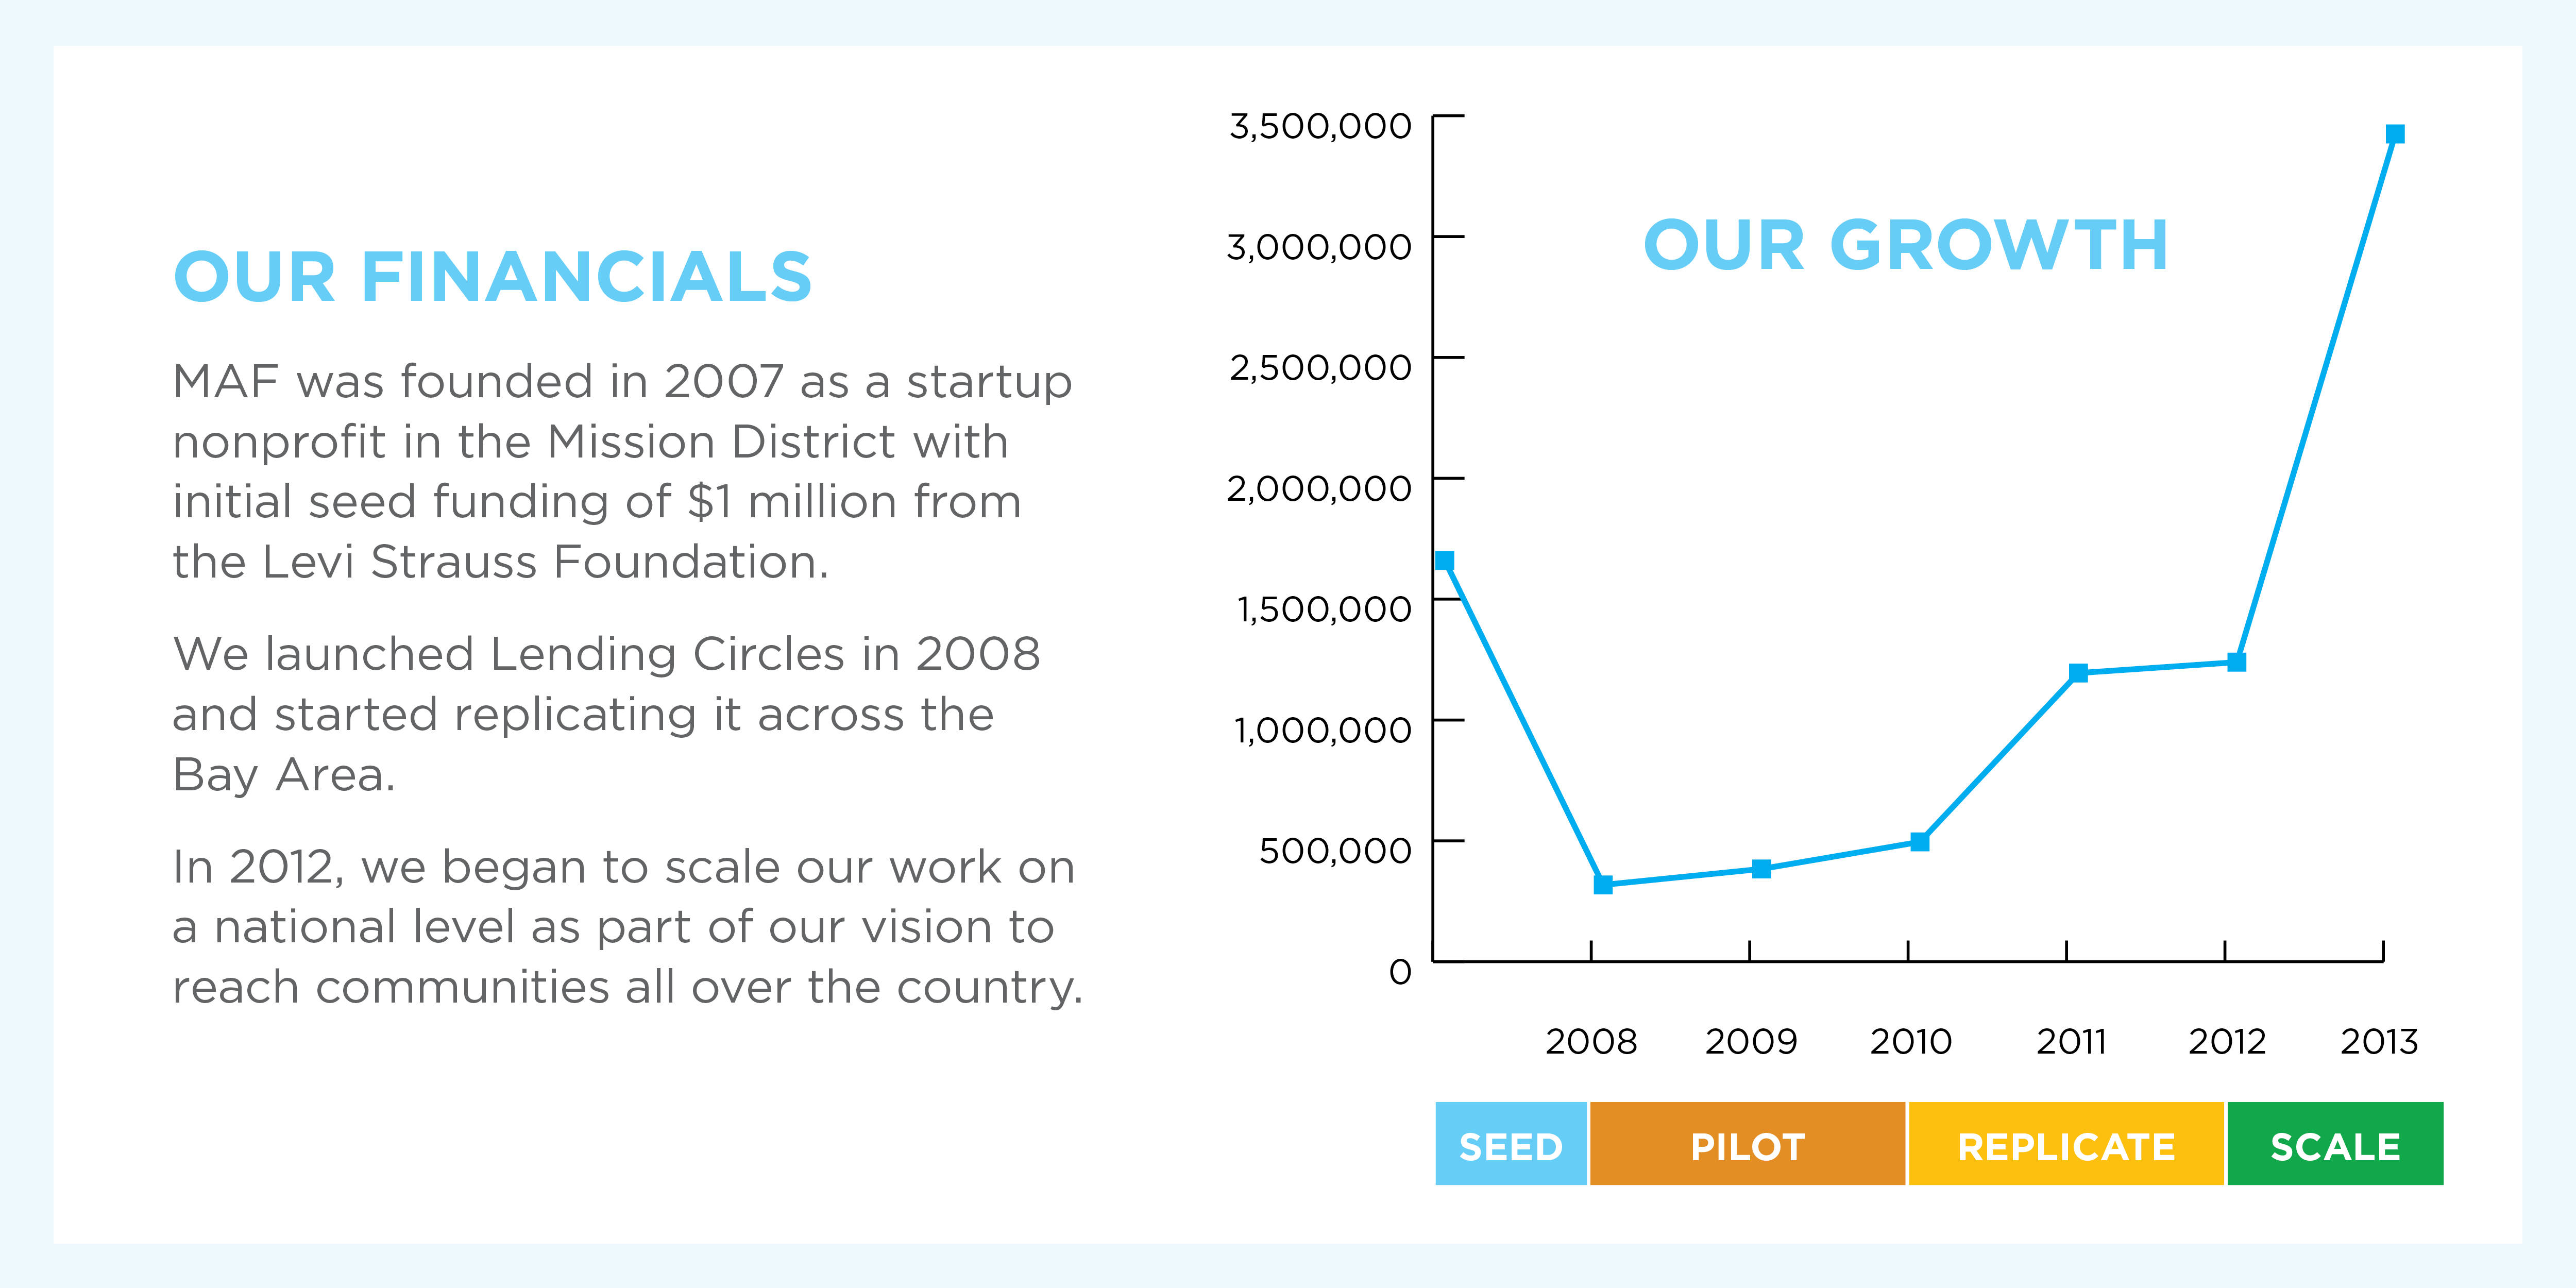 OUR FINANCIALS
MAF was founded in 2007 as a startup
nonprofit in the Mission District with
initial seed funding of $1 million from
the Levi Strauss Foundation.
We launched Lending Circles in 2008
and started replicating it across the
Bay Area.
In 2012, we began to scale our work on
a national level as part of our vision to
reach communities all over the country.
OUR GROWTH
3,500,000
3,000,000
2,500,000
2,000,000
1,500,000
1,000,000
500,000
0
2008 2009 2010 2011 2012 2013
SEED PILOT REPLICATE SCALE